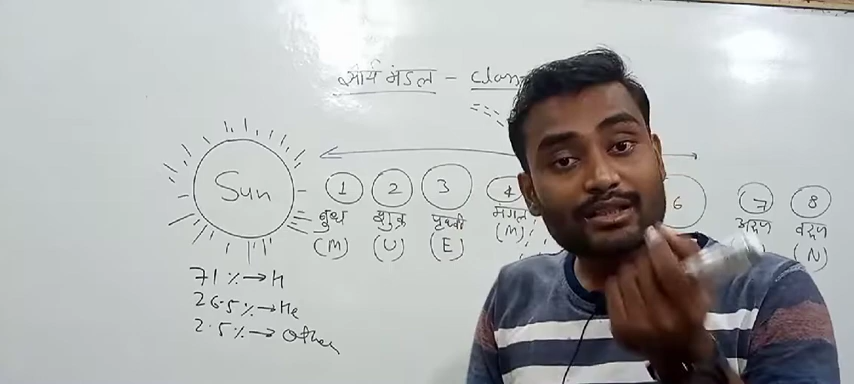 सौर्य मंडल - Clas
Sun
1 2 3 4 6 7 8
बुध शुक्र पृथ्वी मंगल अरुण वरुण
(M) (V) (E) (M) (N)
71% → H
26.5% → He
2.5% → Other